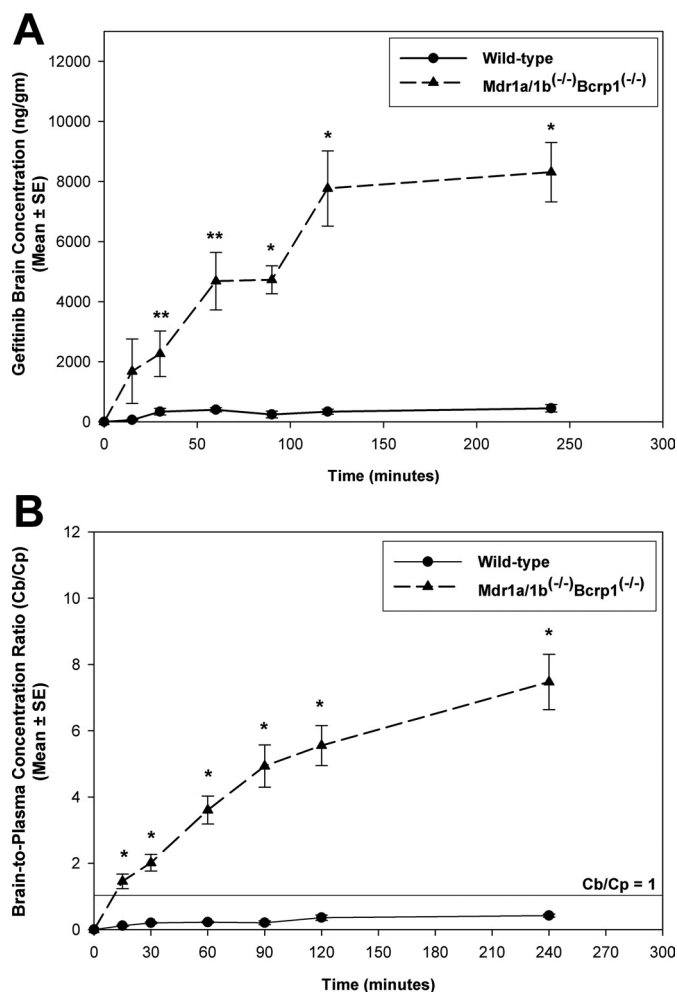 A
Gefitinib Brain Concentration (ng/gm)
(Mean ± SE)
12000
10000
8000
6000
4000
2000
0
Wild-type
Mdr1a/1b(-/-)Bcrp1(-/-)
**
**
*
*
*
0 50 100 150 200 250 300
Time (minutes)
B
Brain-to-Plasma Concentration Ratio (Cb/Cp)
(Mean ± SE)
12
10
8
6
4
2
0
Wild-type
Mdr1a/1b(-/-)Bcrp1(-/-)
*
*
*
*
*
*
Cb/Cp = 1
0 30 60 90 120 150 180 210 240 270 300
Time (minutes)